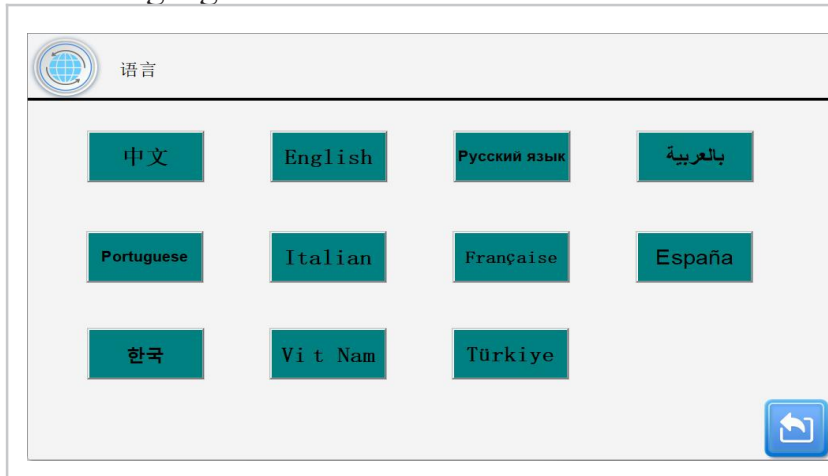 语言
中文 English Русский язык بالعربية
Portuguese Italian Française España
한국 Vi t Nam Türkiye